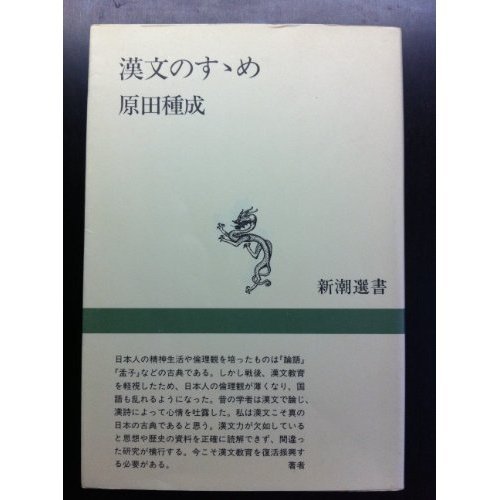 漢文のすゝめ
原田種成
新潮選書
日本人の精神生活や倫理観を培ったものは『論語』
『孟子』などの古典である。しかし戦後、漢文教育
を軽視したため、日本人の倫理観が薄くなり、国
語も乱れるようになった。昔の学者は漢文で論じ、
漢詩によって心情を吐露した。私は漢文こそ真の
日本の古典であると思う。漢文力が欠如している
と思想や歴史の資料を正確に読解できず、間違っ
た研究が横行する。今こそ漢文教育を復活振興す
る必要がある。 著者